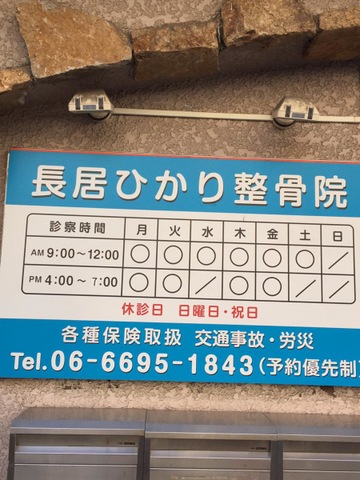 長居ひかり整骨院
診察時間 月 火 水 木 金 土 日
AM 9:00～12:00 ○ ○ ○ ○ ○ ○ ／
PM 4:00～ 7:00 ○ ○ ／ ○ ○ ／ ／
休診日 日曜日・祝日
各種保険取扱 交通事故・労災
Tel.06-6695-1843(予約優先制)